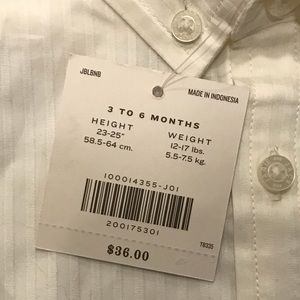 JBLBNB
MADE IN INDONESIA
3 TO 6 MONTHS
HEIGHT WEIGHT
23-25" 12-17 lbs.
58.5-64 cm. 5.5-7.5 kg.
100014355-J01
200175301
T8335
$36.00